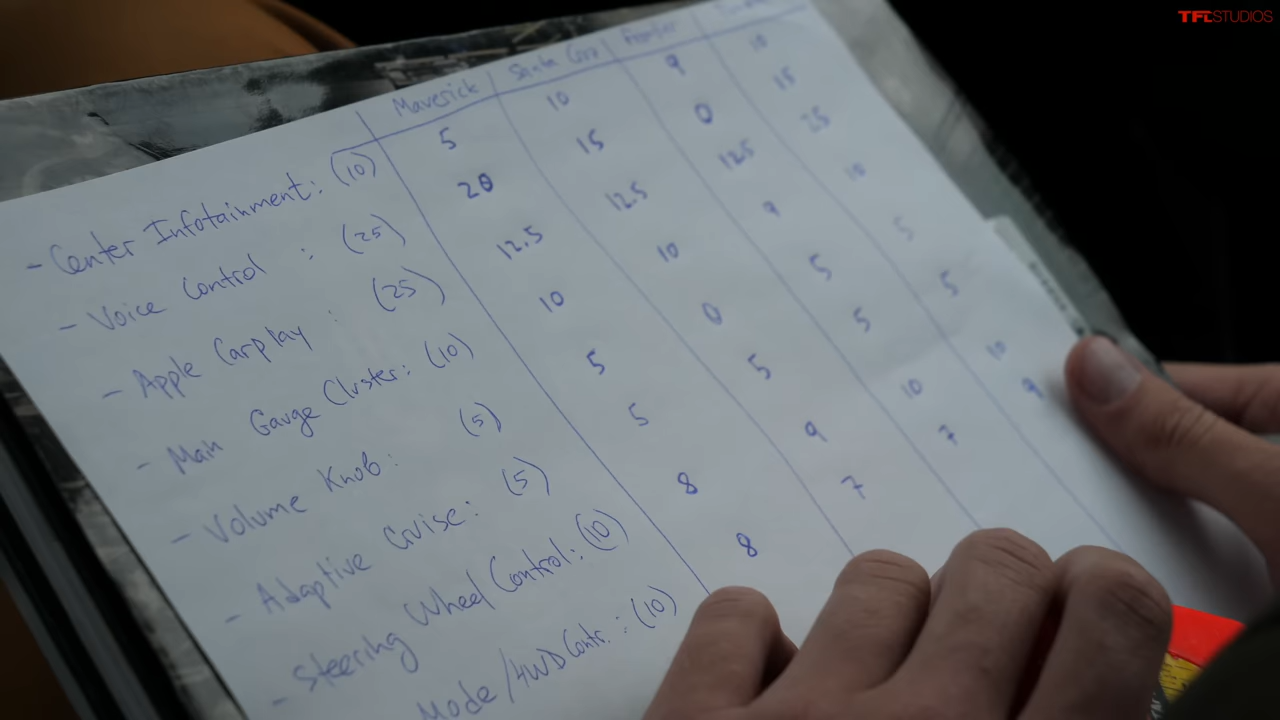 TFLSTUDIOS
Maverick Santa Cruz Frontier
- Center Infotainment: (10) 5 10 9 10
- Voice Control : (25) 20 15 0 15
- Apple Carplay : (25) 12.5 12.5 12.5 25
- Main Gauge Cluster: (10) 10 10 9 10
- Volume Knob: (5) 5 0 5 5
- Adaptive Cruise: (5) 5 5 5 5
- Steering Wheel Control: (10) 8 9 10 10
Mode/4WD Contr. : (10) 8 7 7 9